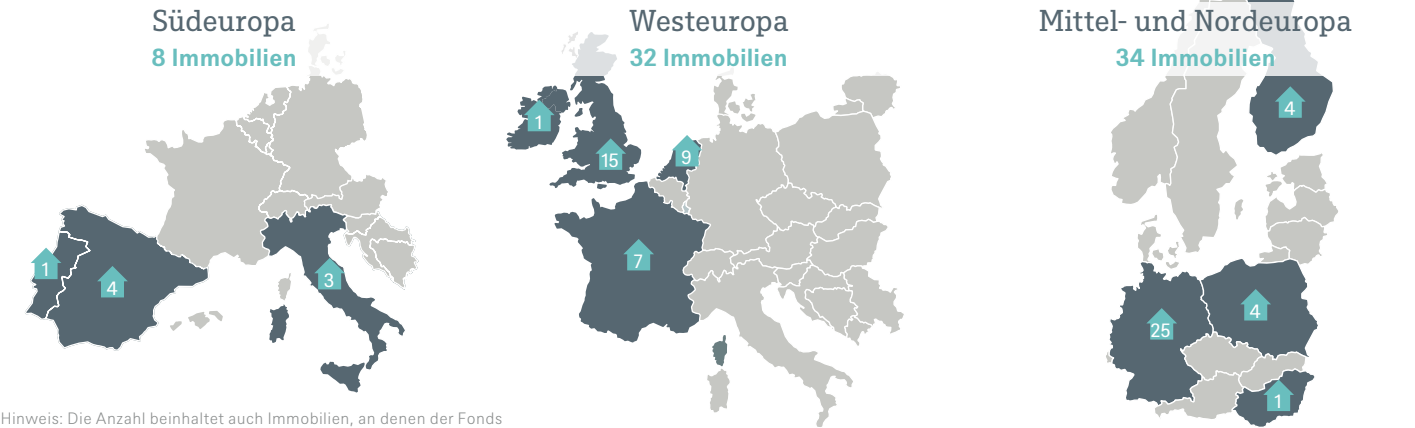 Südeuropa
8 Immobilien
1
4
3
Westeuropa
32 Immobilien
1
15
9
7
Mittel- und Nordeuropa
34 Immobilien
4
25
4
1
Hinweis: Die Anzahl beinhaltet auch Immobilien, an denen der Fonds